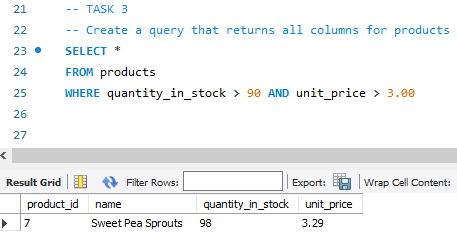 21 -- TASK 3
22 -- Create a query that returns all columns for products
23 SELECT *
24 FROM products
25 WHERE quantity_in_stock > 90 AND unit_price > 3.00
26
27
Result Grid Filter Rows: Export: Wrap Cell Content:
product_id name quantity_in_stock unit_price
7 Sweet Pea Sprouts 98 3.29